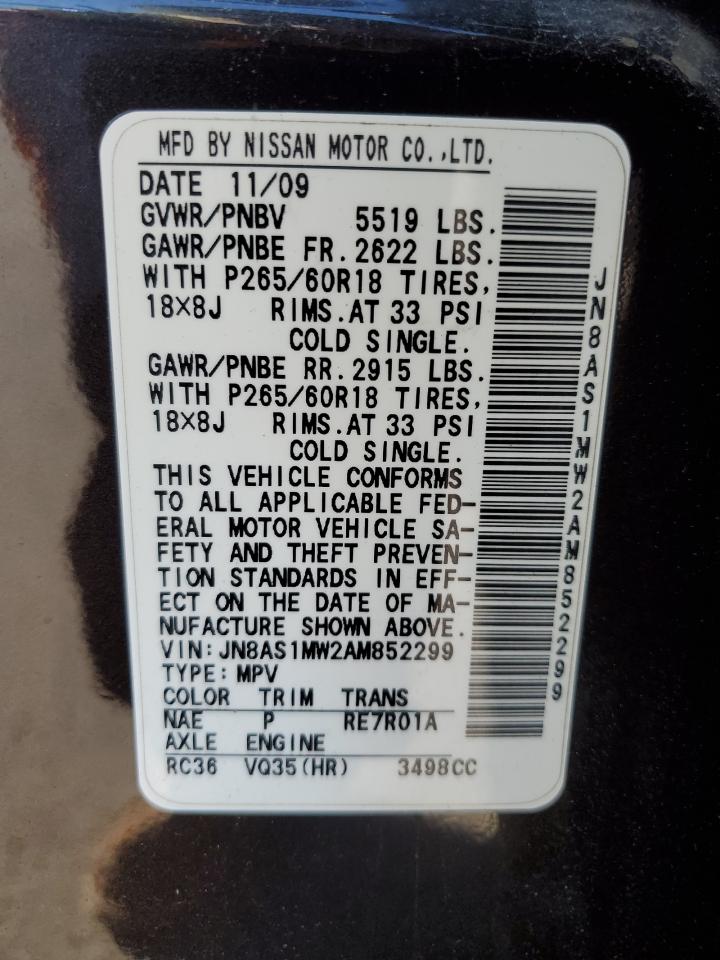 MFD BY NISSAN MOTOR CO.,LTD.
DATE 11/09
GVWR/PNBV 5519 LBS.
GAWR/PNBE FR. 2622 LBS.
WITH P265/60R18 TIRES,
18X8J RIMS.AT 33 PSI
COLD SINGLE.
GAWR/PNBE RR. 2915 LBS.
WITH P265/60R18 TIRES,
18X8J RIMS.AT 33 PSI
COLD SINGLE.
THIS VEHICLE CONFORMS
TO ALL APPLICABLE FED-
ERAL MOTOR VEHICLE SA-
FETY AND THEFT PREVEN-
TION STANDARDS IN EFF-
ECT ON THE DATE OF MA-
NUFACTURE SHOWN ABOVE.
VIN:JN8AS1MW2AM852299
TYPE:MPV
COLOR TRIM TRANS
NAE P RE7R01A
AXLE ENGINE
RC36 VQ35(HR) 3498CC
JN8AS1MW2AM852299